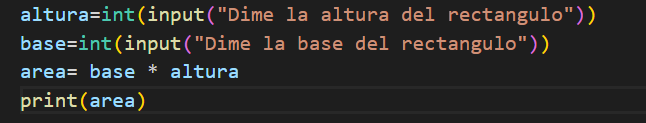 altura=int(input("Dime la altura del rectangulo"))
base=int(input("Dime la base del rectangulo"))
area= base * altura
print(area)